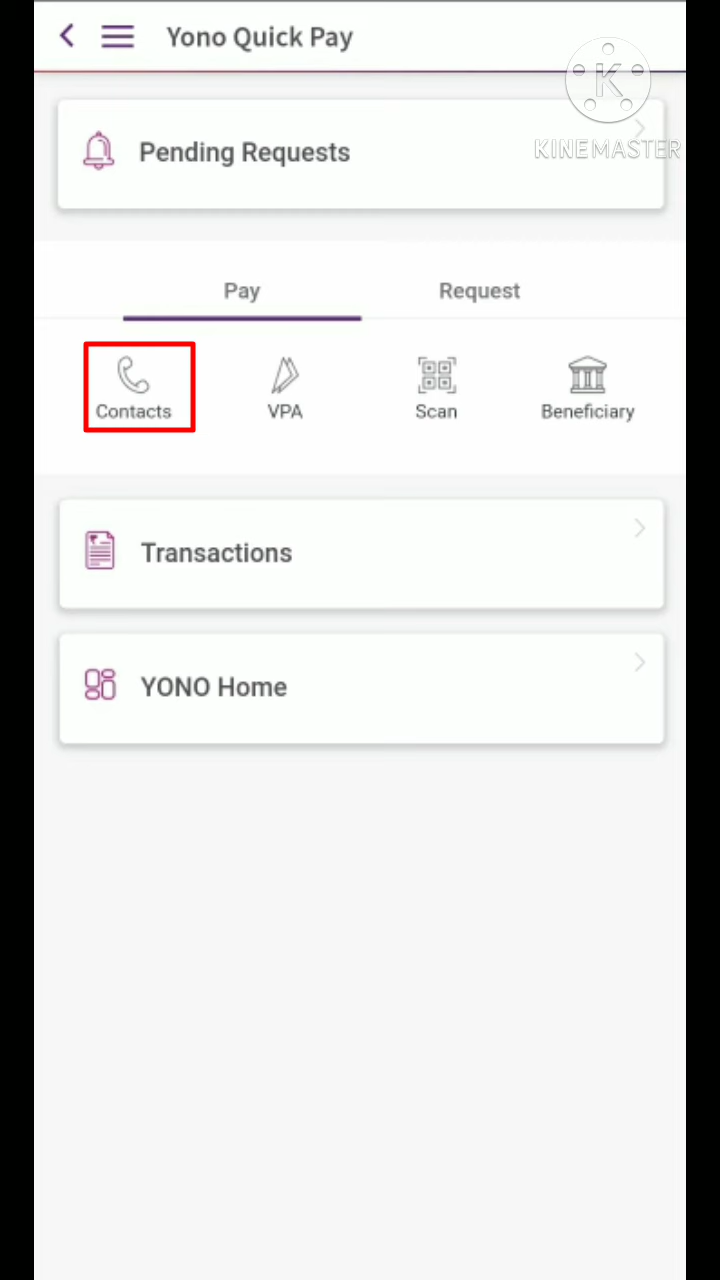 Yono Quick Pay
K
KINEMASTER
Pending Requests
Pay
Request
Contacts
VPA
Scan
Beneficiary
Transactions
YONO Home